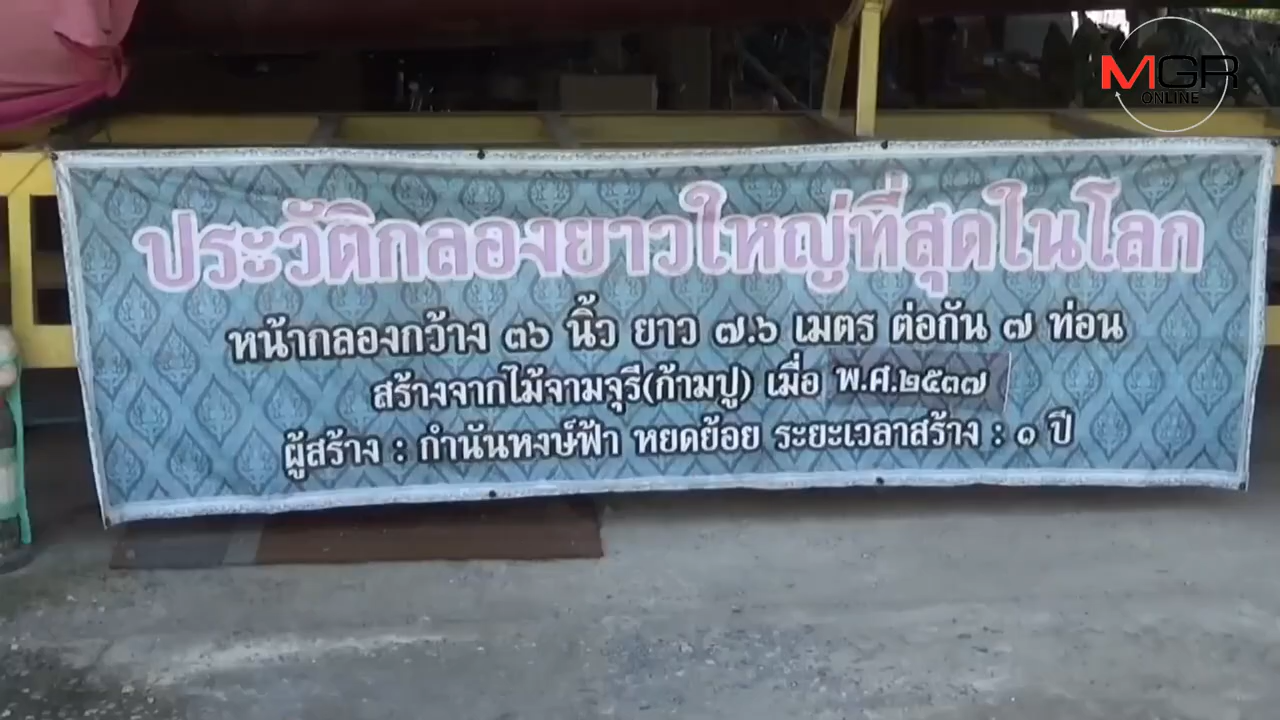 MGR
ONLINE
ประวัติกลองยาวใหญ่ที่สุดในโลก
หน้ากลองกว้าง ๓๖ นิ้ว ยาว ๗.๖ เมตร ต่อกัน ๗ ท่อน
สร้างจากไม้จามจุรี(ก้ามปู) เมื่อ พ.ศ.๒๕๓๗
ผู้สร้าง : กำนันหงษ์ฟ้า หยดย้อย ระยะเวลาสร้าง : ๑ ปี